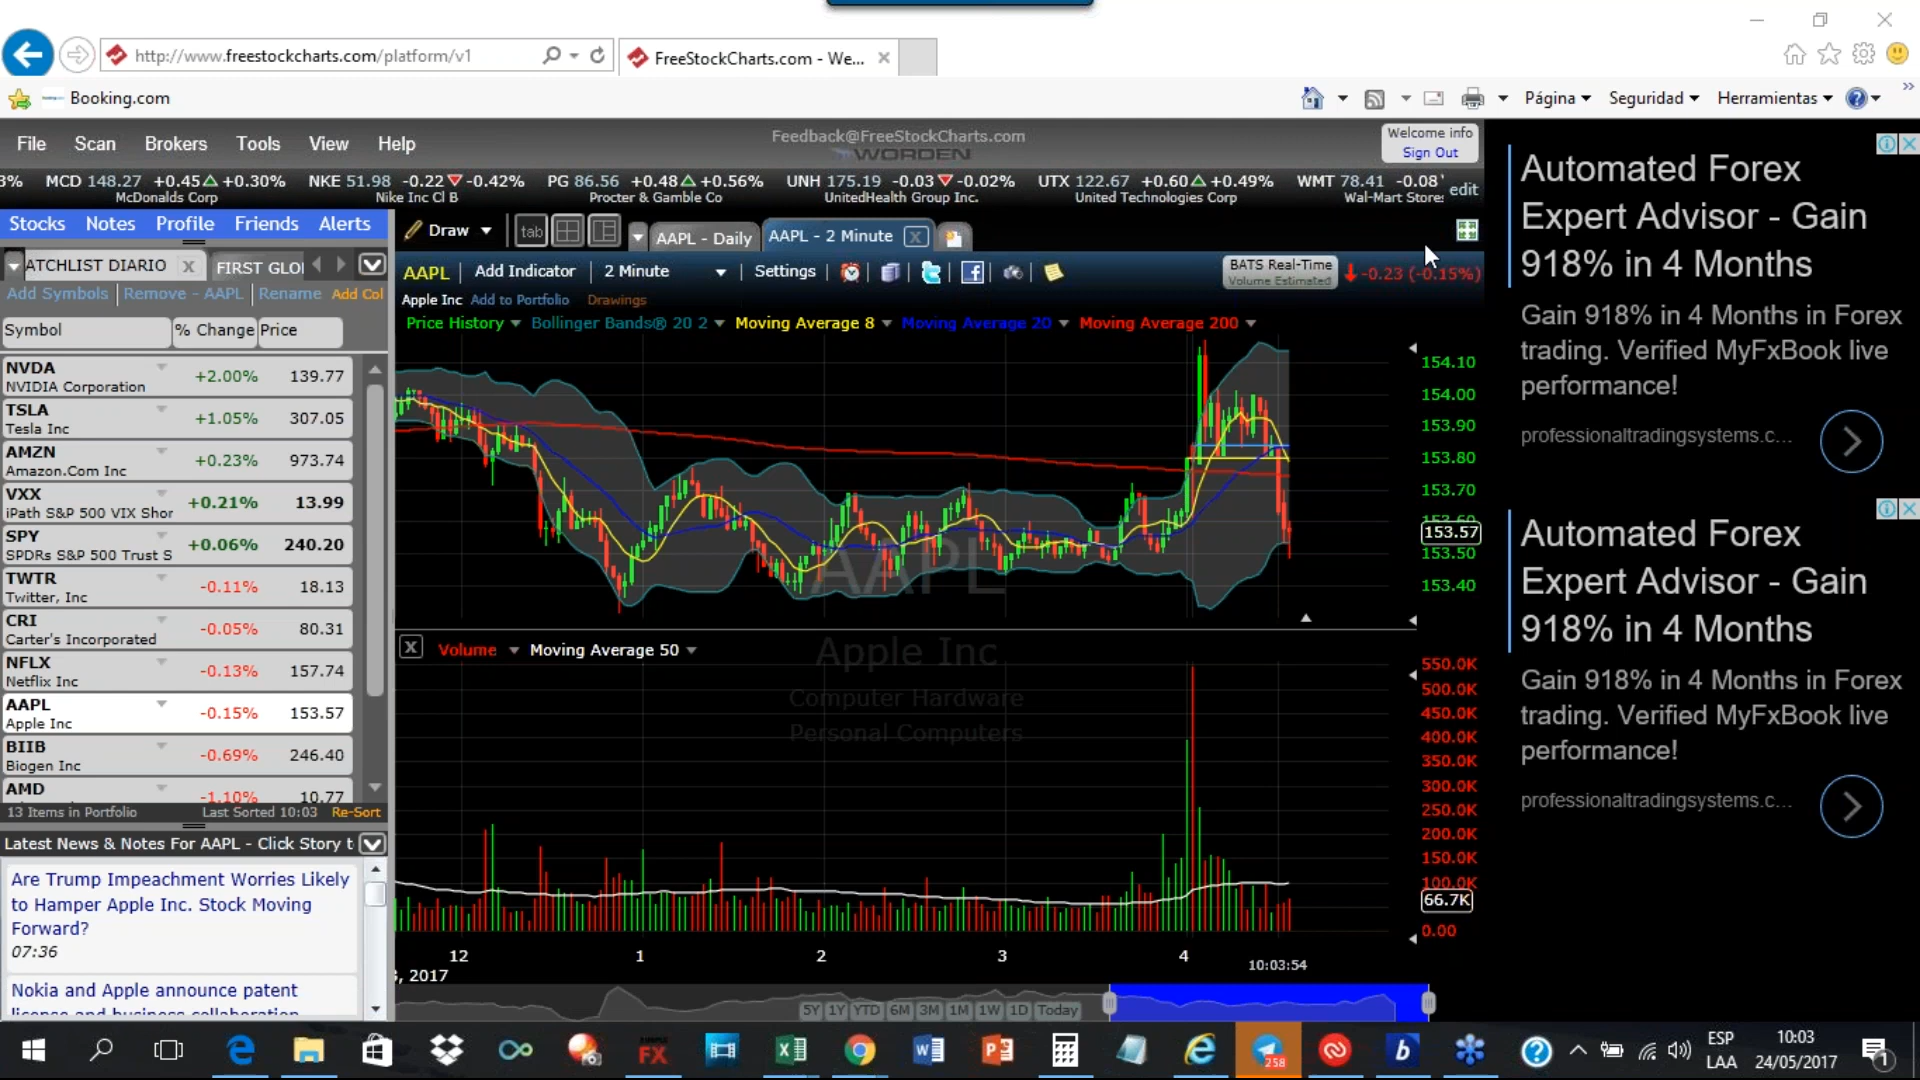 http://www.freestockcharts.com/platform/v1
FreeStockCharts.com - We...
Booking.com
Página
Seguridad
Herramientas
File Scan Brokers Tools View Help
Feedback@FreeStockCharts.com
WORDEN
Welcome info
Sign Out
3% MCD 148.27 +0.45 +0.30% NKE 51.98 -0.22 -0.42% PG 86.56 +0.48 +0.56% UNH 175.19 -0.03 -0.02% UTX 122.67 +0.60 +0.49% WMT 78.41 -0.08
McDonalds Corp Nike Inc Cl B Procter & Gamble Co UnitedHealth Group Inc. United Technologies Corp Wal-Mart Stores
edit
Stocks Notes Profile Friends Alerts
ATCHLIST DIARIO
FIRST GLO
Add Symbols Remove - AAPL Rename Add Col
Symbol % Change Price
NVDA
NVIDIA Corporation
+2.00% 139.77
TSLA
Tesla Inc
+1.05% 307.05
AMZN
Amazon.Com Inc
+0.23% 973.74
VXX
iPath S&P 500 VIX Shor
+0.21% 13.99
SPY
SPDRs S&P 500 Trust S
+0.06% 240.20
TWTR
Twitter, Inc
-0.11% 18.13
CRI
Carter's Incorporated
-0.05% 80.31
NFLX
Netflix Inc
-0.13% 157.74
AAPL
Apple Inc
-0.15% 153.57
BIIB
Biogen Inc
-0.69% 246.40
AMD
-1.10% 10.77
13 Items in Portfolio Last Sorted 10:03 Re-Sort
Latest News & Notes For AAPL - Click Story t
Are Trump Impeachment Worries Likely
to Hamper Apple Inc. Stock Moving
Forward?
07:36
Nokia and Apple announce patent
license and business collaboration
Draw
tab
AAPL - Daily
AAPL - 2 Minute
AAPL Add Indicator 2 Minute Settings
BATS Real-Time
Volume Estimated
-0.23 (-0.15%)
Apple Inc Add to Portfolio Drawings
Price History Bollinger Bands® 20 2 Moving Average 8 Moving Average 20 Moving Average 200
154.10
154.00
153.90
153.80
153.70
153.60
153.57
153.50
153.40
AAPL
Apple Inc
Computer Hardware
Personal Computers
Volume Moving Average 50
550.0K
500.0K
450.0K
400.0K
350.0K
300.0K
250.0K
200.0K
150.0K
100.0K
66.7K
0.00
12 1 2 3 4
10:03:54
3, 2017
5Y 1Y YTD 6M 3M 1M 1W 1D Today
Automated Forex
Expert Advisor - Gain
918% in 4 Months
Gain 918% in 4 Months in Forex
trading. Verified MyFxBook live
performance!
professionaltradingsystems.c...
Automated Forex
Expert Advisor - Gain
918% in 4 Months
Gain 918% in 4 Months in Forex
trading. Verified MyFxBook live
performance!
professionaltradingsystems.c...
FX
258
ESP
LAA
10:03
24/05/2017
1